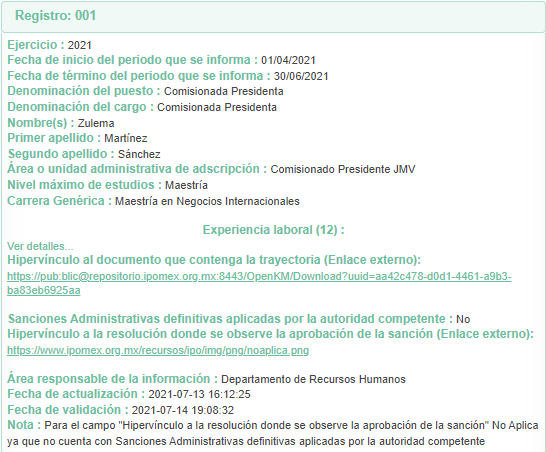 Registro: 001
Ejercicio : 2021
Fecha de inicio del periodo que se informa : 01/04/2021
Fecha de término del periodo que se informa : 30/06/2021
Denominación del puesto : Comisionada Presidenta
Denominación del cargo : Comisionada Presidenta
Nombre(s) : Zulema
Primer apellido : Martínez
Segundo apellido : Sánchez
Área o unidad administrativa de adscripción : Comisionado Presidente JMV
Nivel máximo de estudios : Maestría
Carrera Genérica : Maestría en Negocios Internacionales
Experiencia laboral (12) :
Ver detalles...
Hipervínculo al documento que contenga la trayectoria (Enlace externo):
https://pub:blic@repositorio.ipomex.org.mx:8443/OpenKM/Download?uuid=aa42c478-d0d1-4461-a9b3-
ba83eb6925aa
Sanciones Administrativas definitivas aplicadas por la autoridad competente : No
Hipervínculo a la resolución donde se observe la aprobación de la sanción (Enlace externo):
https://www.ipomex.org.mx/recursos/ipo/img/png/noaplica.png
Área responsable de la información : Departamento de Recursos Humanos
Fecha de actualización : 2021-07-13 16:12:25
Fecha de validación : 2021-07-14 19:08:32
Nota : Para el campo "Hipervínculo a la resolución donde se observe la aprobación de la sanción" No Aplica
ya que no cuenta con Sanciones Administrativas definitivas aplicadas por la autoridad competente